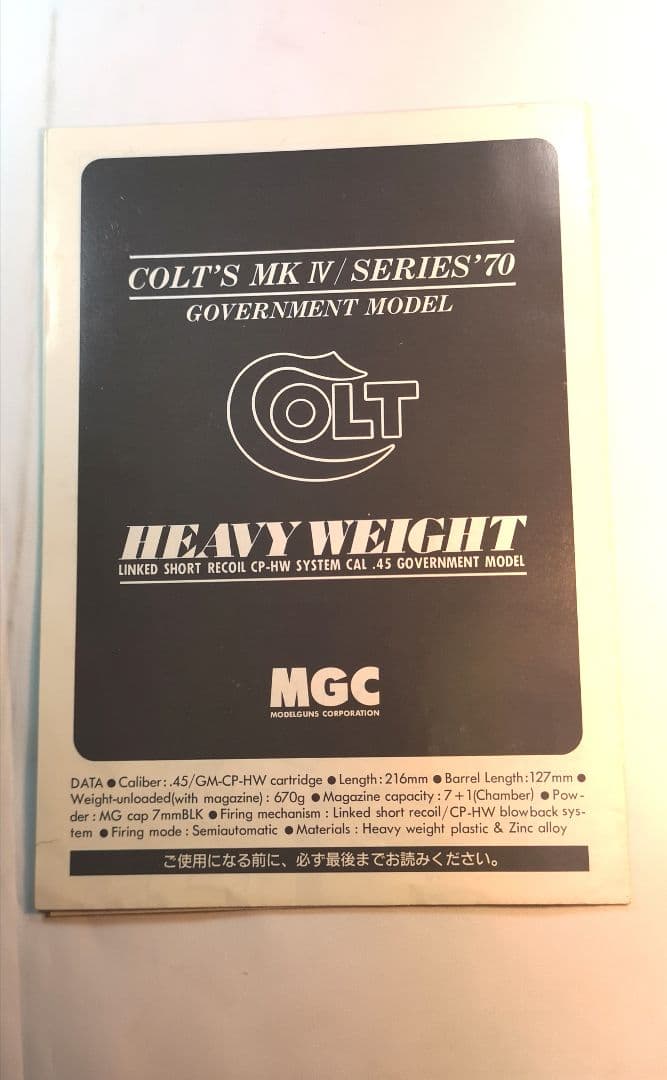 COLT'S MK IV/SERIES'70
GOVERNMENT MODEL
COLT
HEAVY WEIGHT
LINKED SHORT RECOIL CP-HW SYSTEM CAL .45 GOVERNMENT MODEL
MGC
MODELGUNS CORPORATION
DATA ● Caliber : .45/GM-CP-HW cartridge ● Length : 216mm ● Barrel Length : 127mm ●
Weight-unloaded(with magazine) : 670g ● Magazine capacity : 7+1(Chamber) ● Pow-
der : MG cap 7mmBLK ● Firing mechanism : Linked short recoil/CP-HW blowback sys-
tem ● Firing mode : Semiautomatic ● Materials : Heavy weight plastic & Zinc alloy
ご使用になる前に、必ず最後までお読みください。